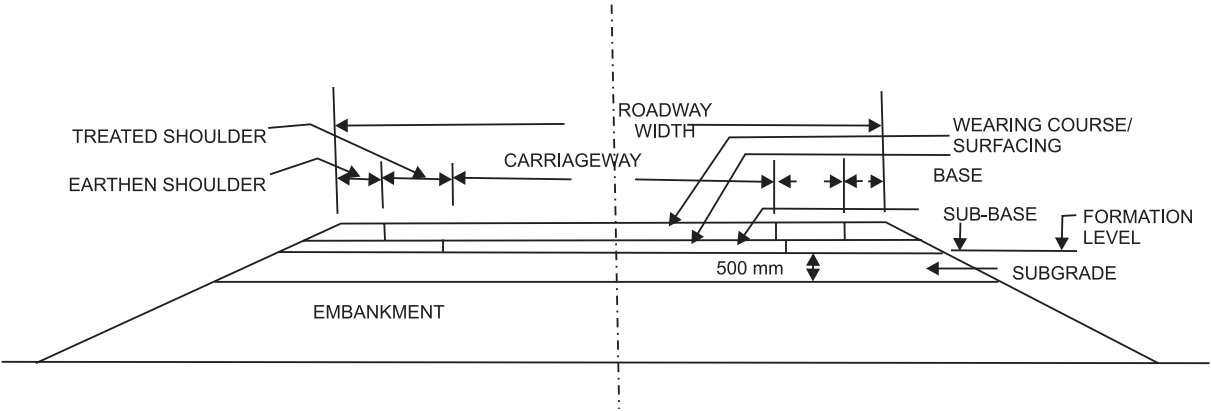 ROADWAY
WIDTH
TREATED SHOULDER
WEARING COURSE/
SURFACING
CARRIAGEWAY
BASE
EARTHEN SHOULDER
SUB-BASE
FORMATION
LEVEL
500 mm
SUBGRADE
EMBANKMENT